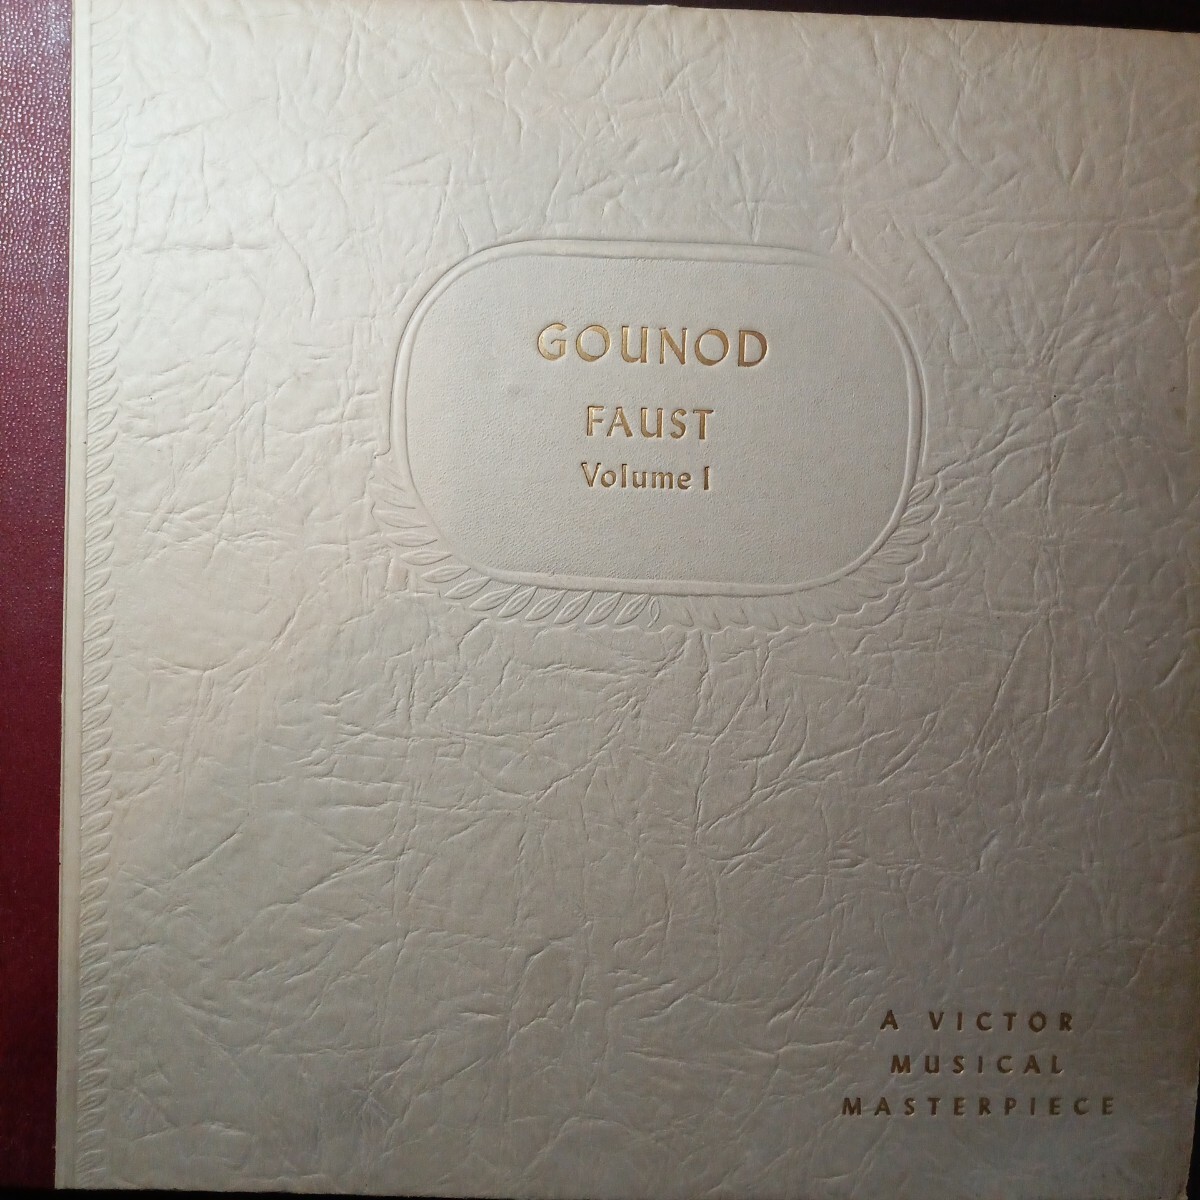 GOUNOD
FAUST
Volume I
A VICTOR
MUSICAL
MASTERPIECE